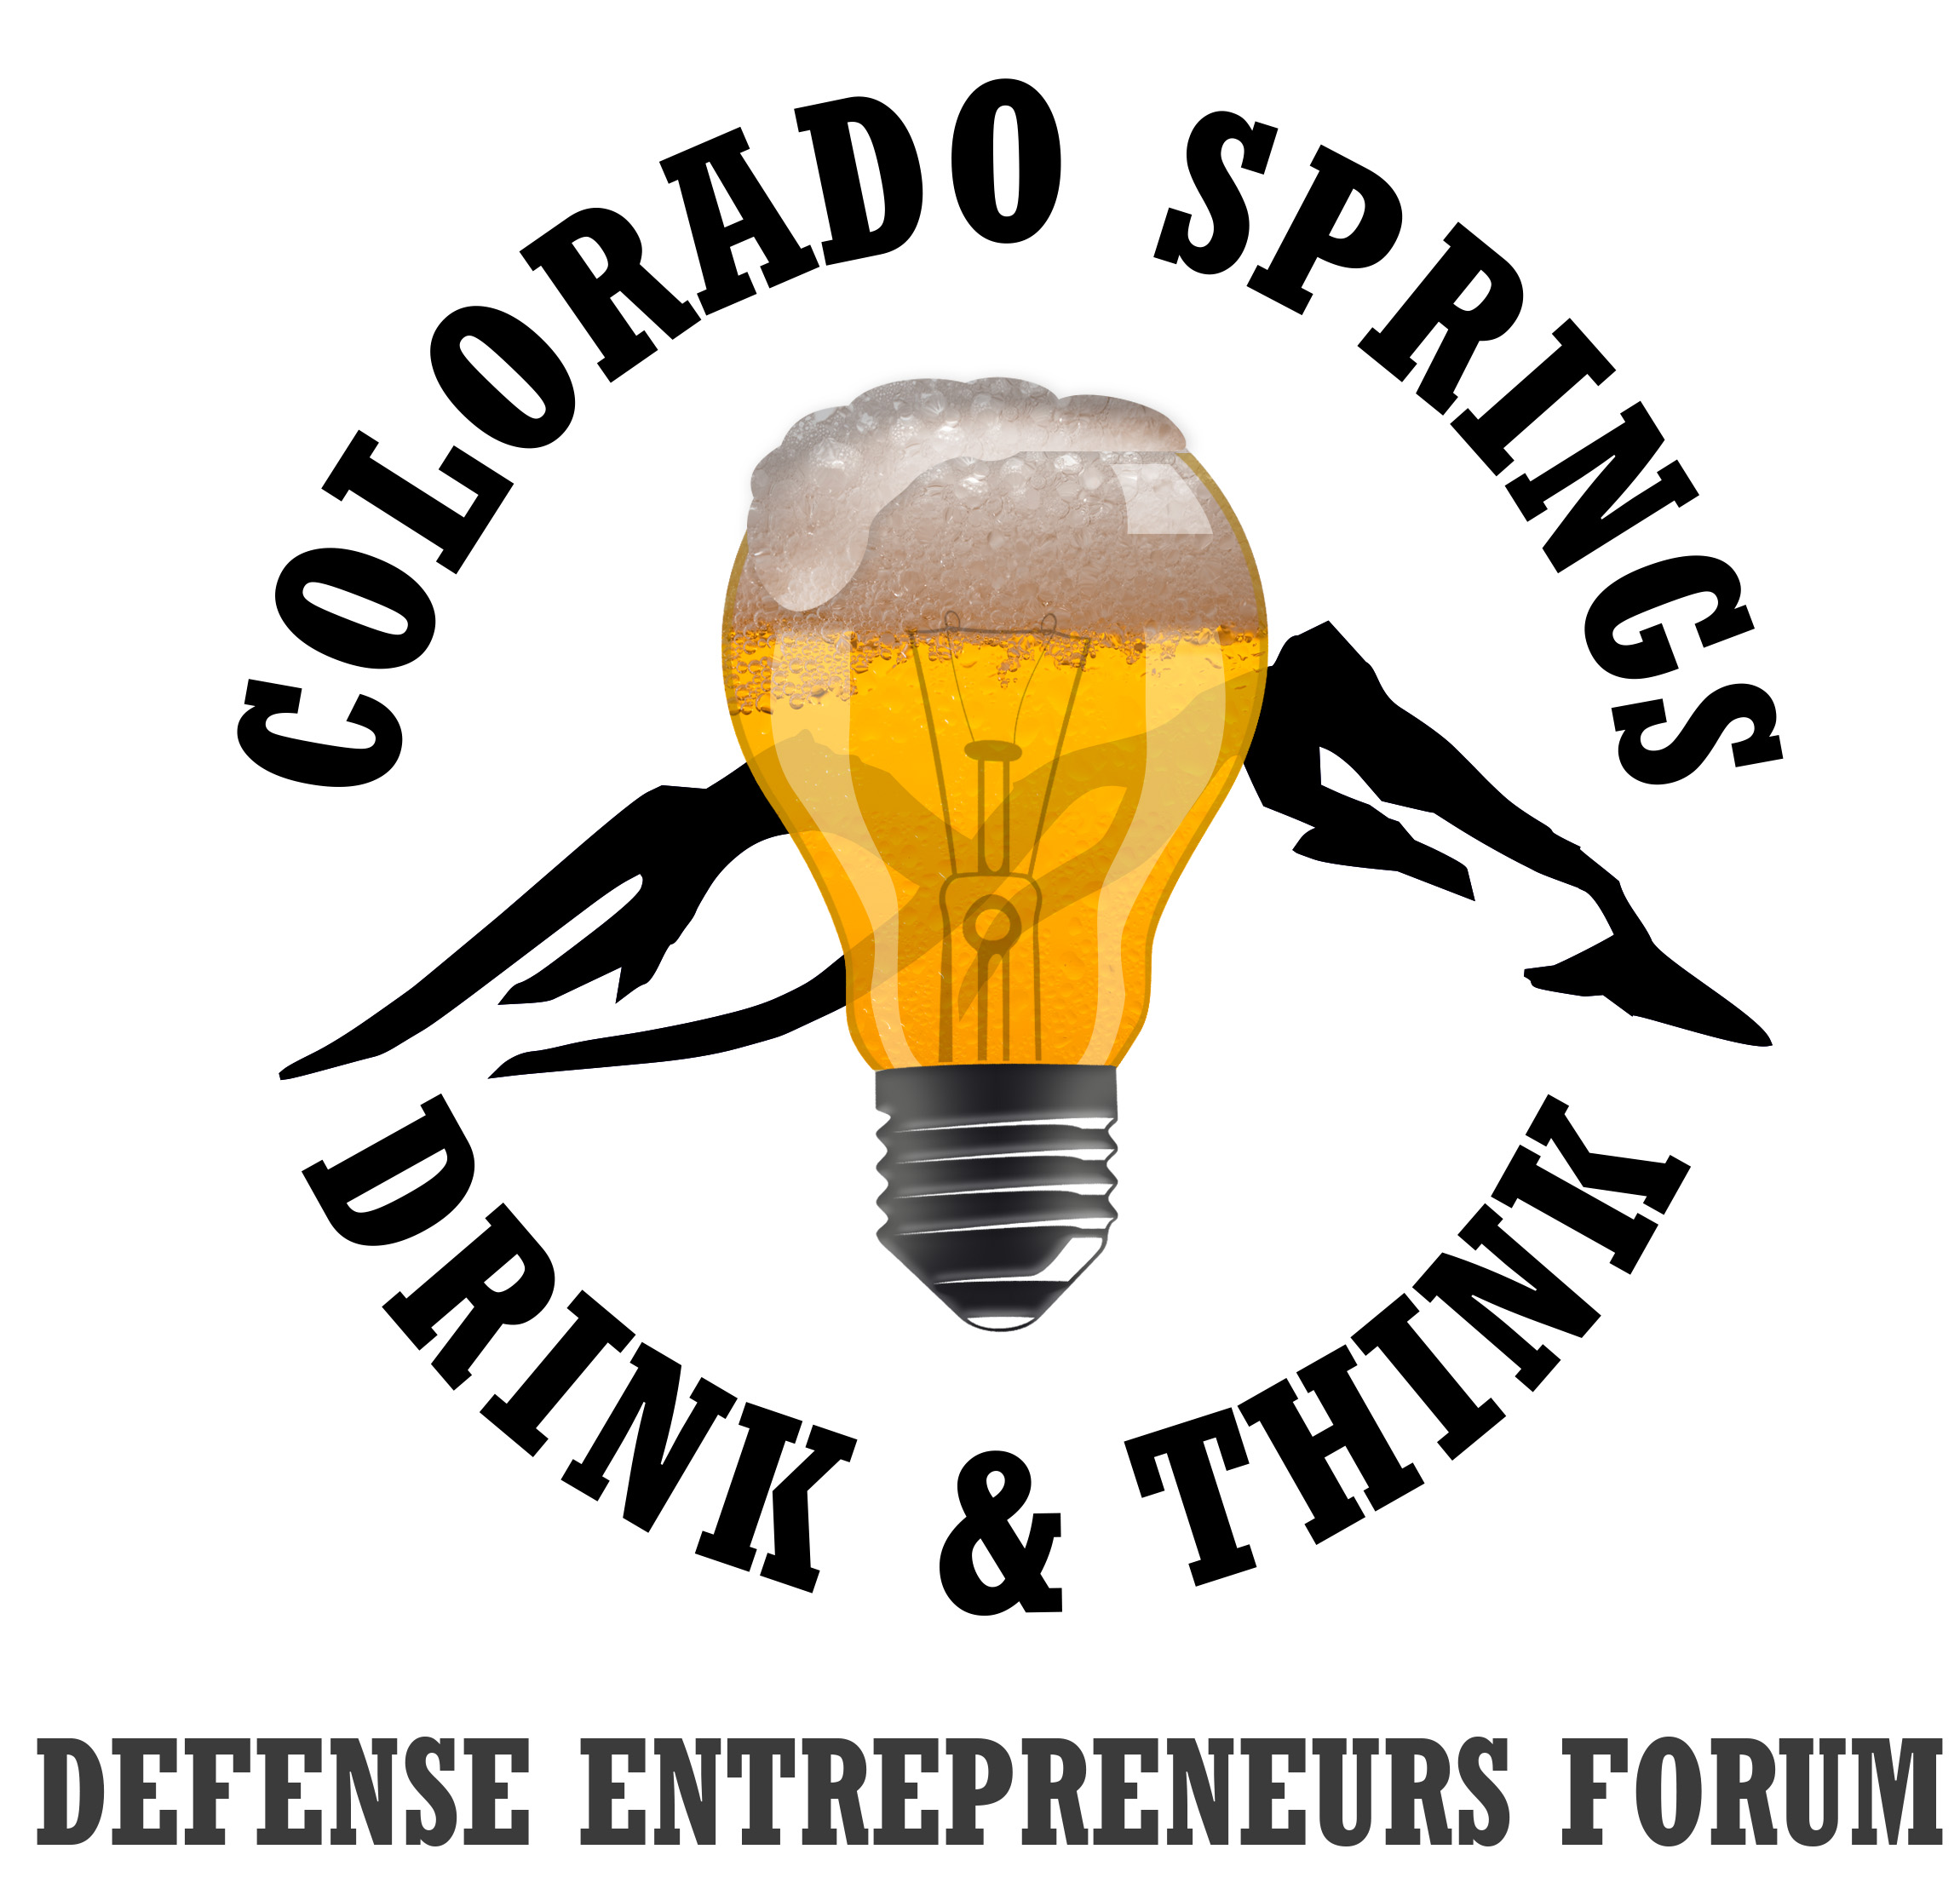 COLORADO SPRINGS
DRINK & THINK
DEFENSE ENTREPRENEURS FORUM